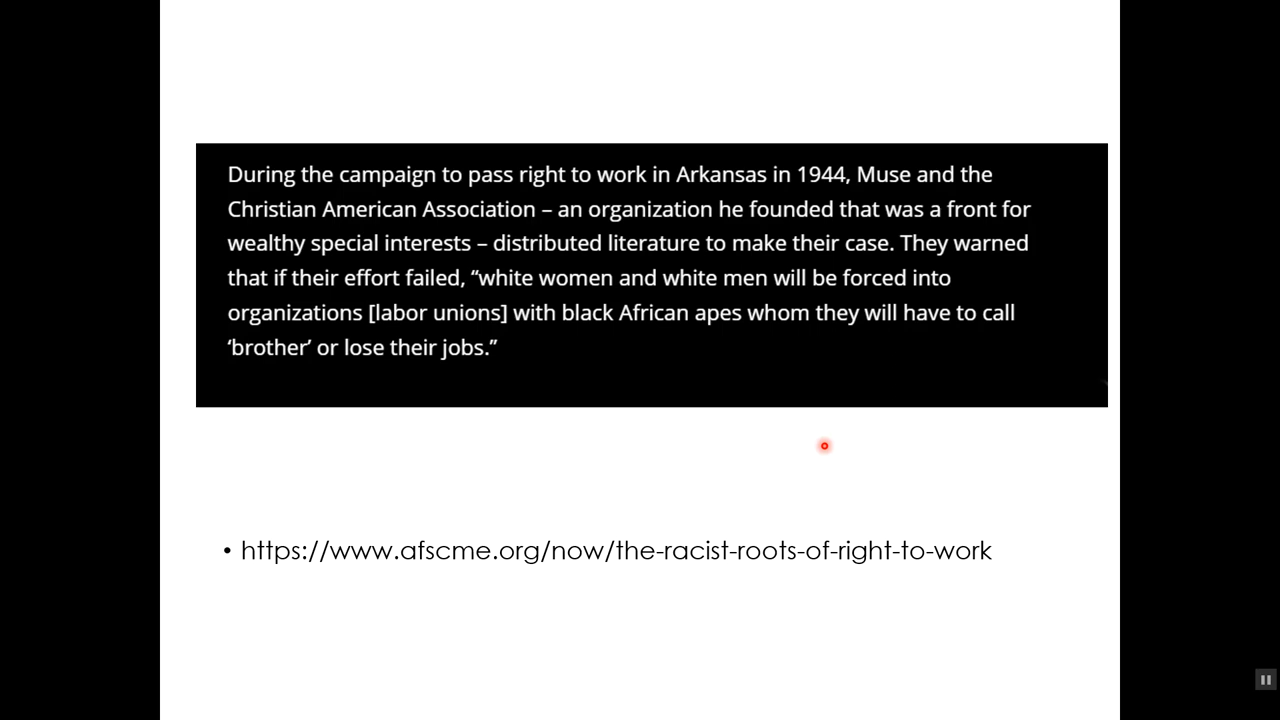 During the campaign to pass right to work in Arkansas in 1944, Muse and the
Christian American Association – an organization he founded that was a front for
wealthy special interests – distributed literature to make their case. They warned
that if their effort failed, “white women and white men will be forced into
organizations [labor unions] with black African apes whom they will have to call
‘brother’ or lose their jobs.”
• https://www.afscme.org/now/the-racist-roots-of-right-to-work